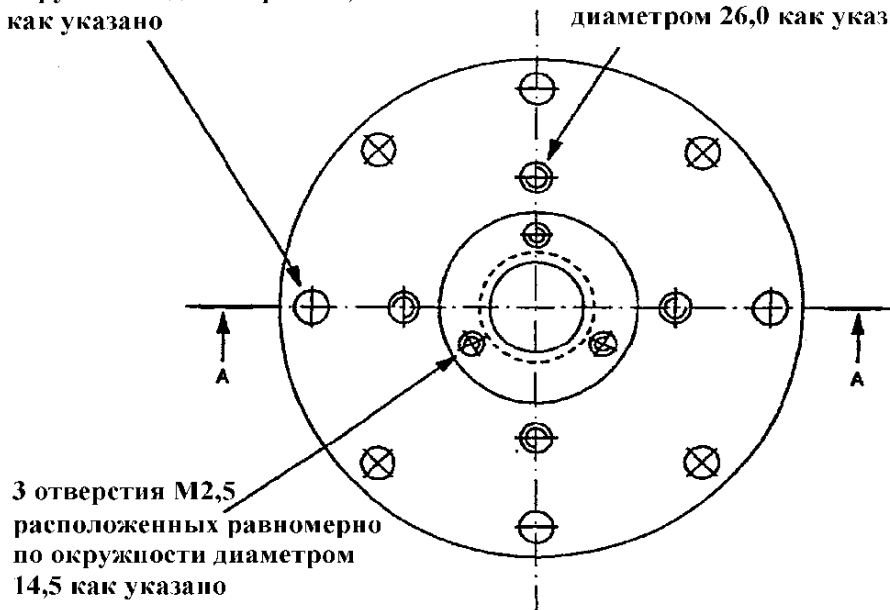 как указано
диаметром 26,0 как указ
А
А
3 отверстия М2,5
расположенных равномерно
по окружности диаметром
14,5 как указано